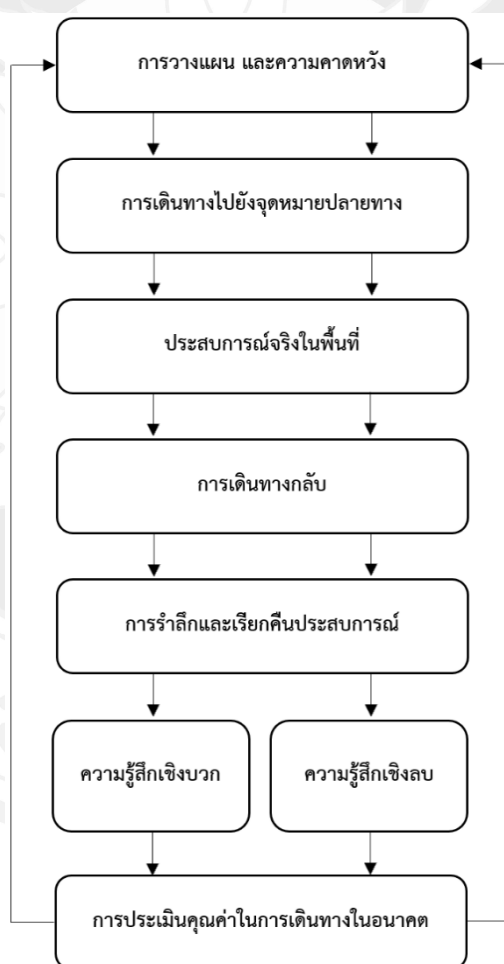 การวางแผน และความคาดหวัง
การเดินทางไปยังจุดหมายปลายทาง
ประสบการณ์จริงในพื้นที่
การเดินทางกลับ
การรำลึกและเรียกคืนประสบการณ์
ความรู้สึกเชิงบวก
ความรู้สึกเชิงลบ
การประเมินคุณค่าในการเดินทางในอนาคต